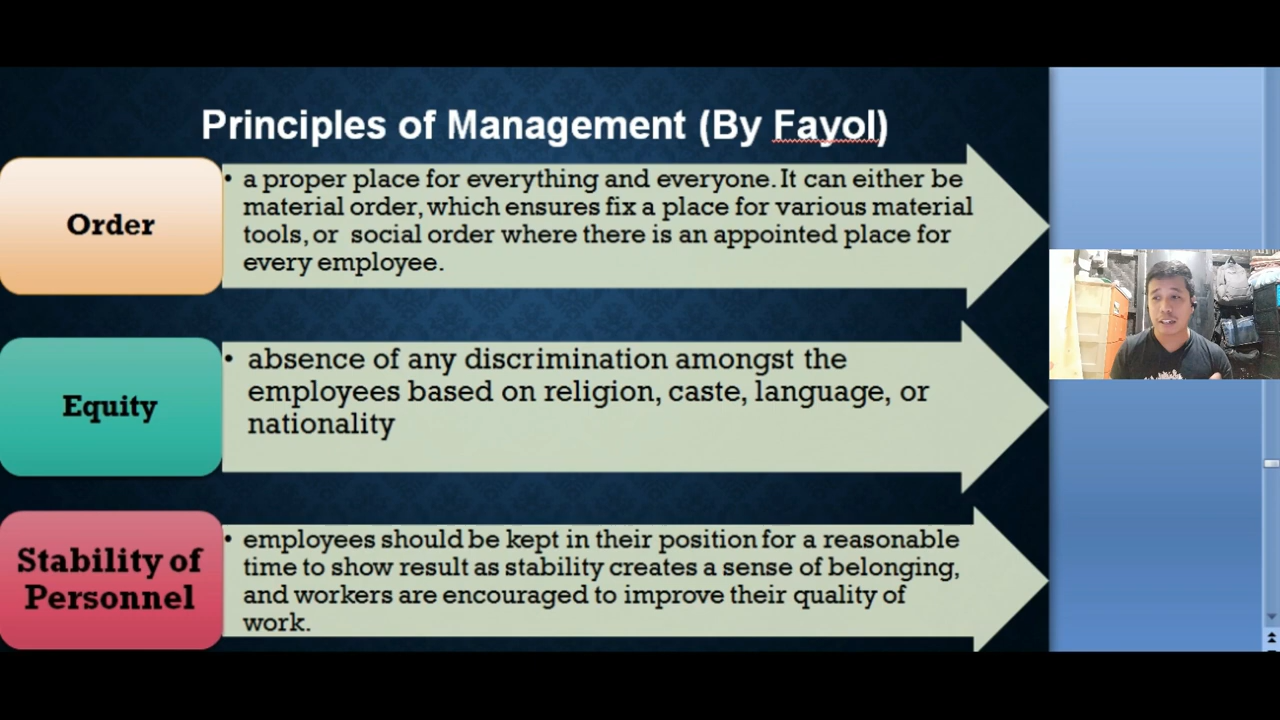 Principles of Management (By Fayol)
Order
• a proper place for everything and everyone. It can either be
material order, which ensures fix a place for various material
tools, or social order where there is an appointed place for
every employee.
Equity
• absence of any discrimination amongst the
employees based on religion, caste, language, or
nationality
Stability of
Personnel
• employees should be kept in their position for a reasonable
time to show result as stability creates a sense of belonging,
and workers are encouraged to improve their quality of
work.